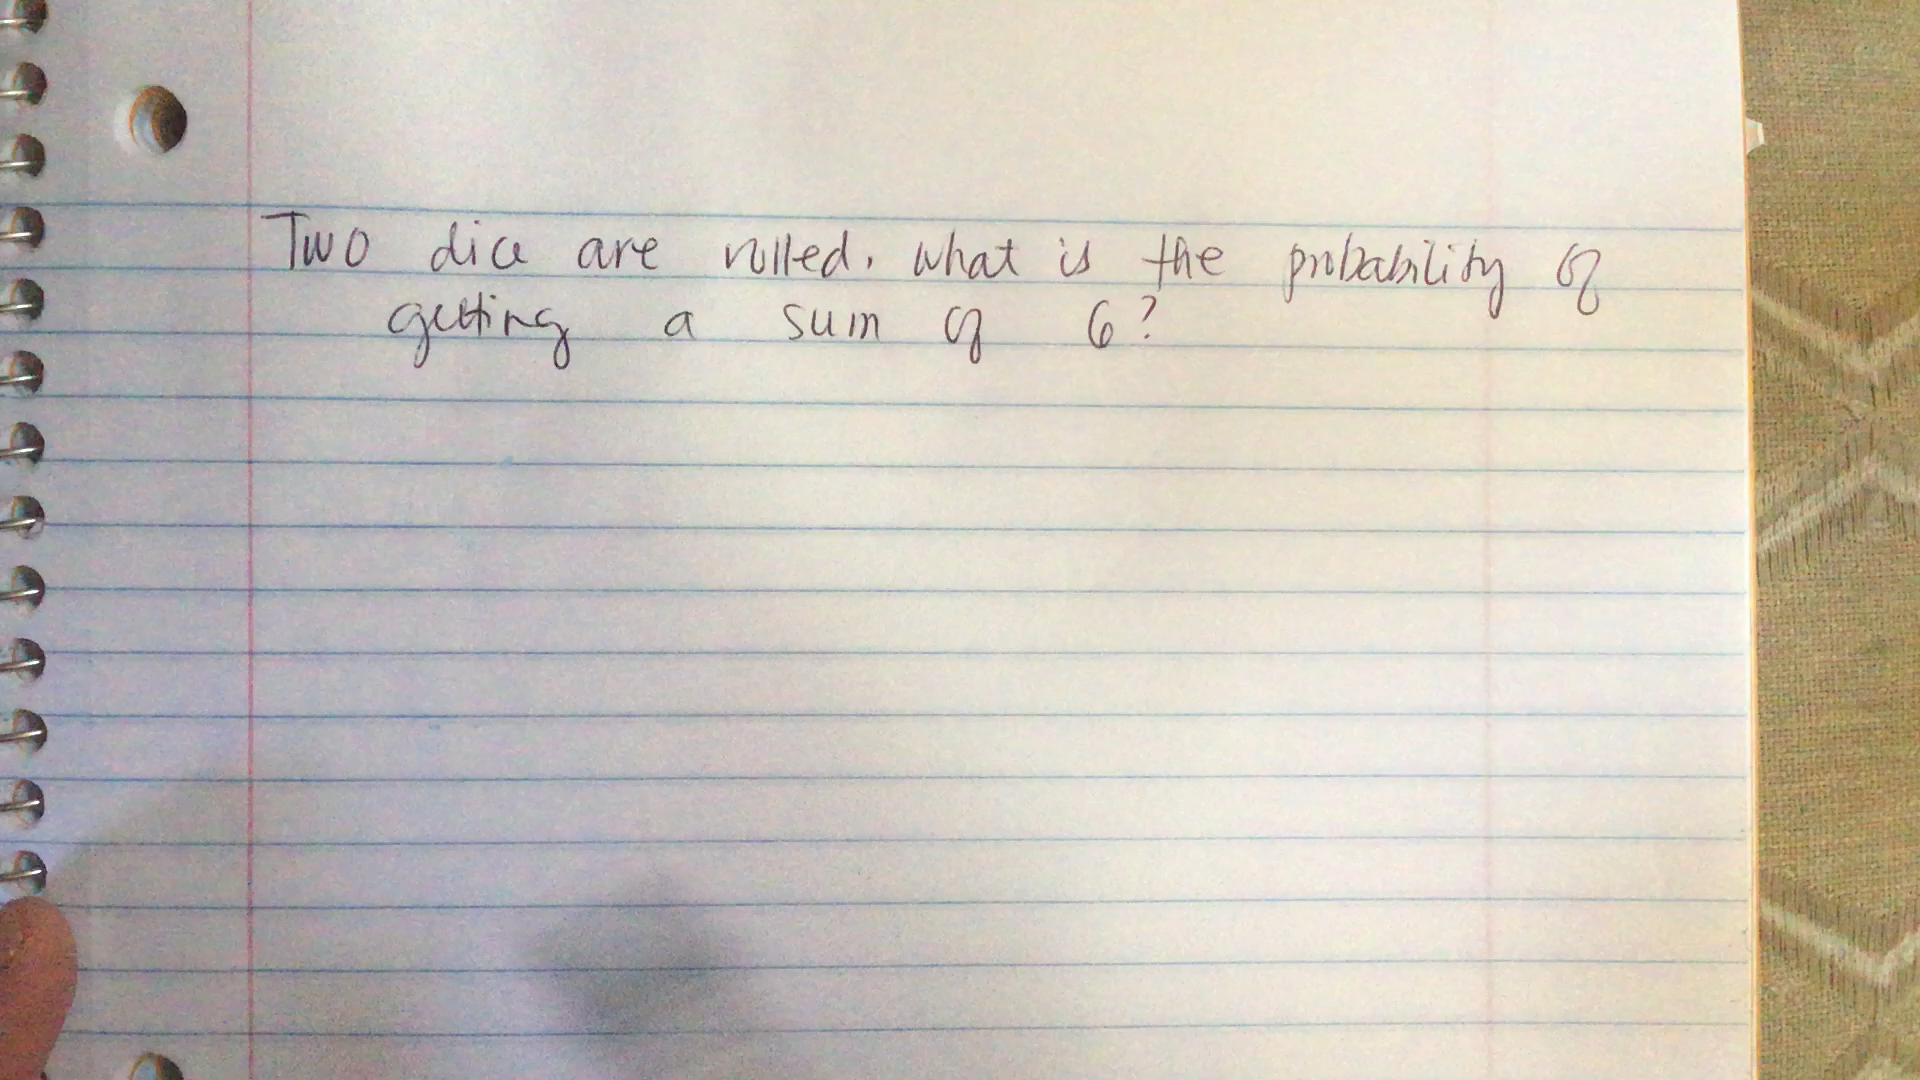 Two dice are rolled. What is the probability of
getting a sum of 6?